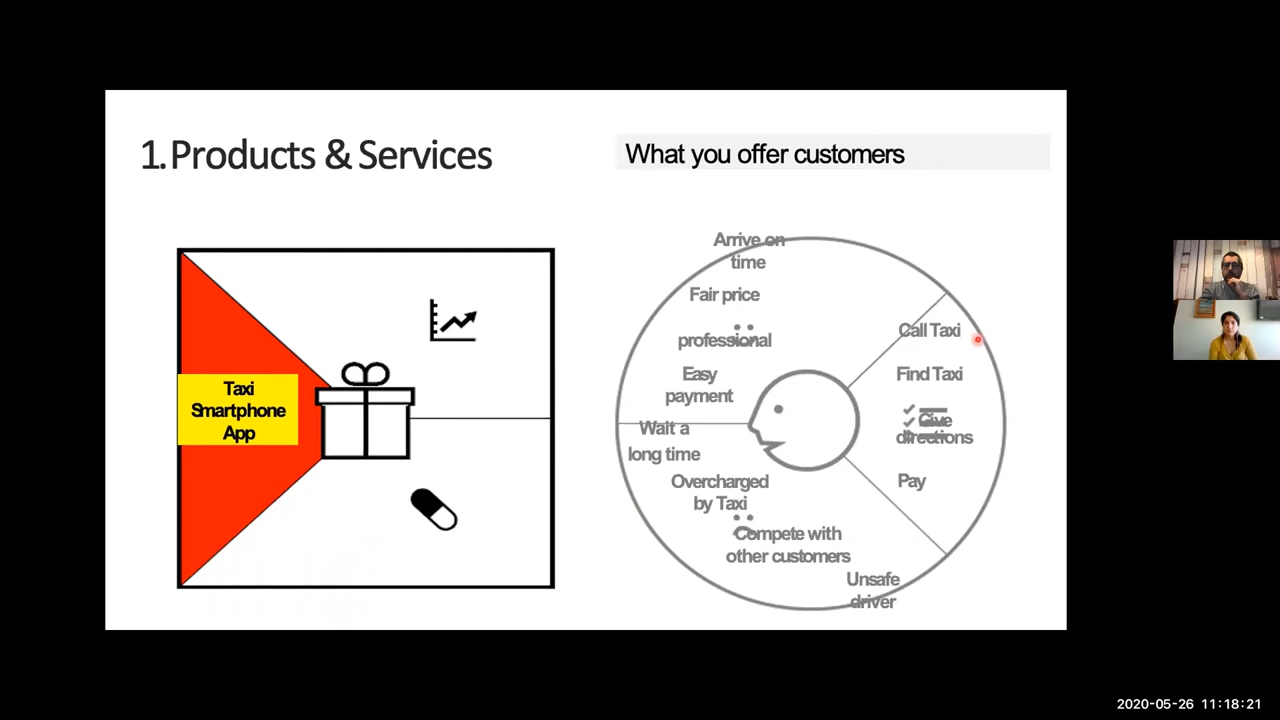 1. Products & Services
What you offer customers
Taxi
Smartphone
App
Arrive on
time
Fair price
professional
Easy
payment
Wait a
long time
Overcharged
by Taxi
Compete with
other customers
Unsafe
driver
Call Taxi
Find Taxi
Give
directions
Pay
2020-05-26 11:18:21